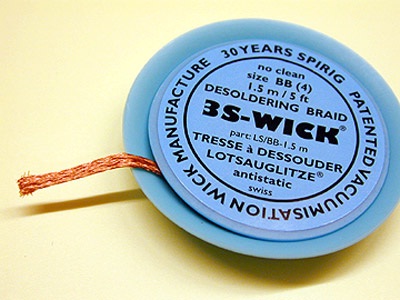 30 YEARS SPIRIG PATENTED VACUUMISATION WICK MANUFACTURE
no clean
size BB (4)
1.5 m / 5 ft
DESOLDERING BRAID
3S-WICK®
part: LS/BB-1.5 m
TRESSE à DESSOUDER
LOTSAUGLITZE®
antistatic
swiss